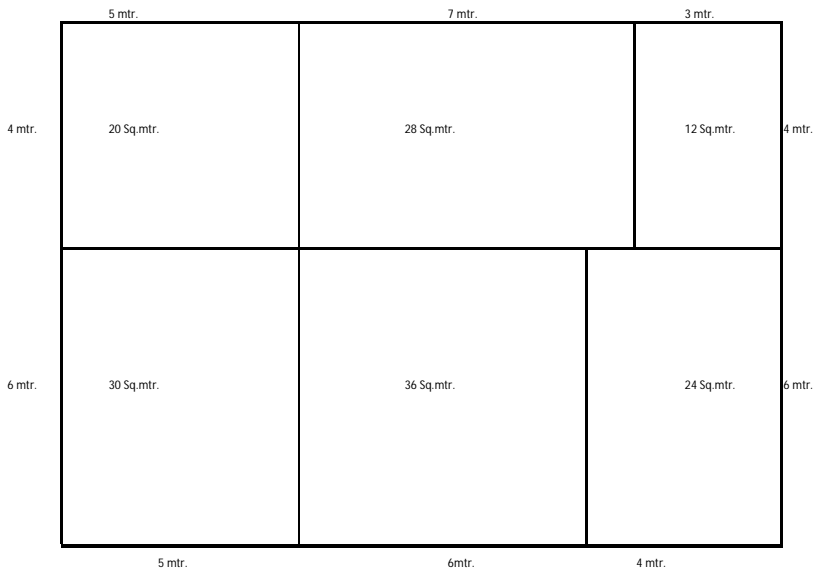 5 mtr. 7 mtr. 3 mtr.
4 mtr. 20 Sq.mtr. 28 Sq.mtr. 12 Sq.mtr. 4 mtr.
6 mtr. 30 Sq.mtr. 36 Sq.mtr. 24 Sq.mtr. 6 mtr.
5 mtr. 6mtr. 4 mtr.